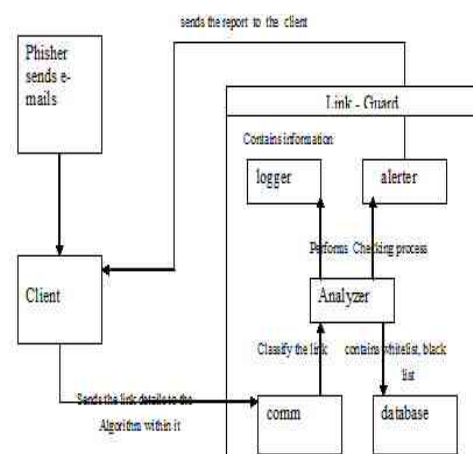 sends the report to the client
Phisher
sends e-
mails
Link - Guard
Contains information
logger
alerter
Performs Checking process
Client
Analyzer
Classify the link
contains whitelist, black
list
Sends the link details to the
Algorithm within it
comm
database